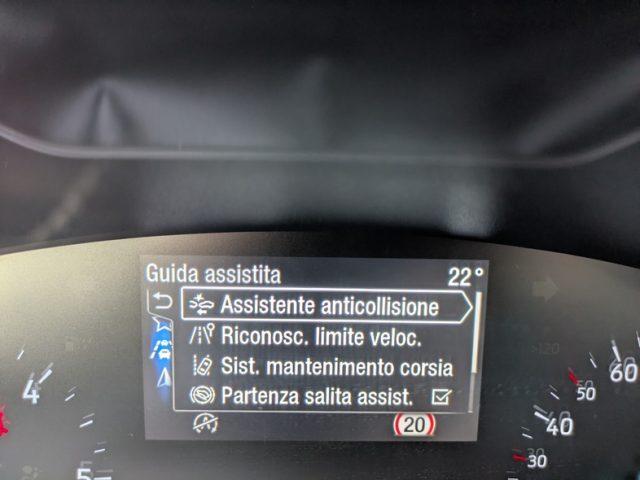 Guida assistita 22°
Assistente anticollisione
Riconosc. limite veloc.
Sist. mantenimento corsia
Partenza salita assist.
20
4
5
60
50
40
30
>120